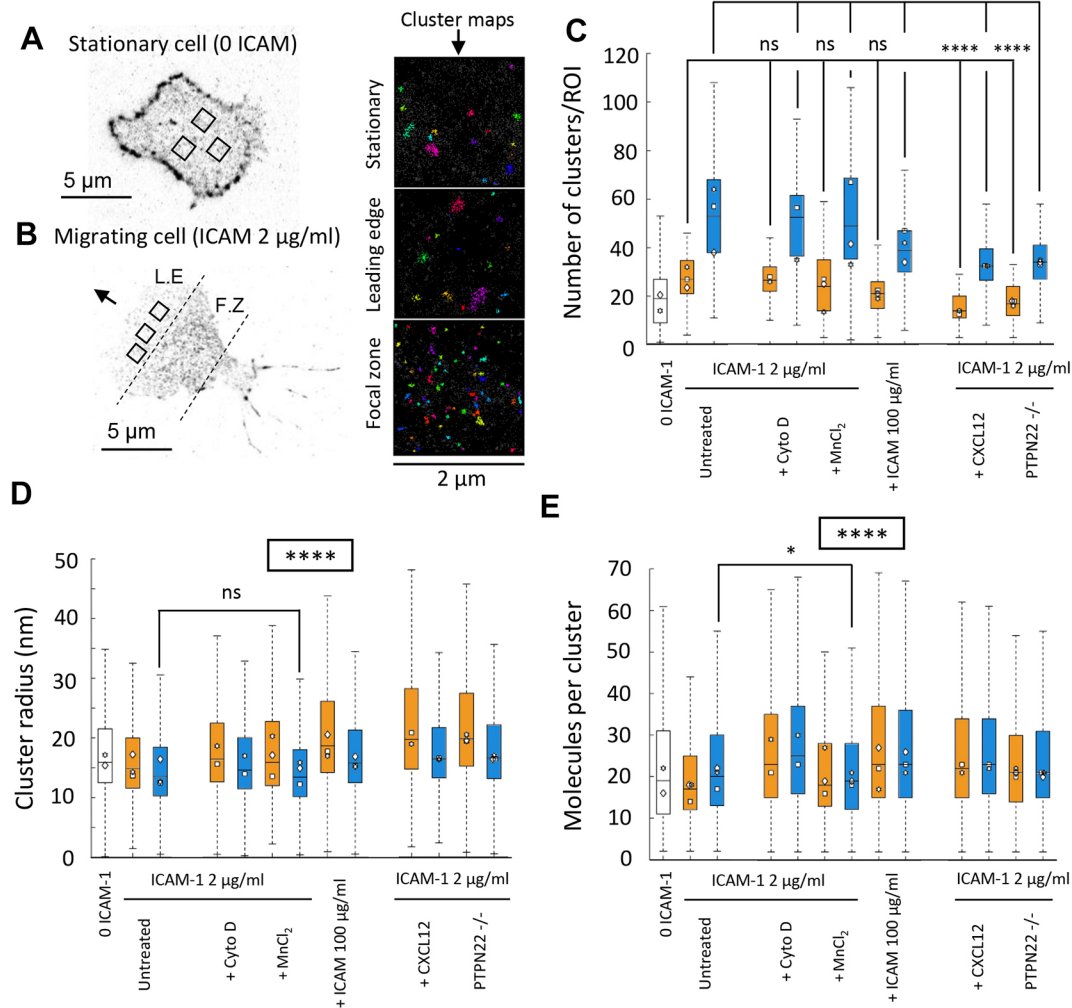 A
Stationary cell (0 ICAM)
5 µm
B
Migrating cell (ICAM 2 µg/ml)
L.E
F.Z
5 µm
Cluster maps
Stationary
Leading edge
Focal zone
2 µm
C
Number of clusters/ROI
120
100
80
60
40
20
0
ns
ns
ns
****
****
0 ICAM-1
ICAM-1 2 µg/ml
Untreated
+ Cyto D
+ MnCl2
+ ICAM 100 µg/ml
ICAM-1 2 µg/ml
+ CXCL12
PTPN22 -/-
D
Cluster radius (nm)
50
40
30
20
10
0
****
ns
0 ICAM-1
ICAM-1 2 µg/ml
Untreated
+ Cyto D
+ MnCl2
+ ICAM 100 µg/ml
ICAM-1 2 µg/ml
+ CXCL12
PTPN22 -/-
E
Molecules per cluster
70
60
50
40
30
20
10
0
****
*
0 ICAM-1
ICAM-1 2 µg/ml
Untreated
+ Cyto D
+ MnCl2
+ ICAM 100 µg/ml
ICAM-1 2 µg/ml
+ CXCL12
PTPN22 -/-